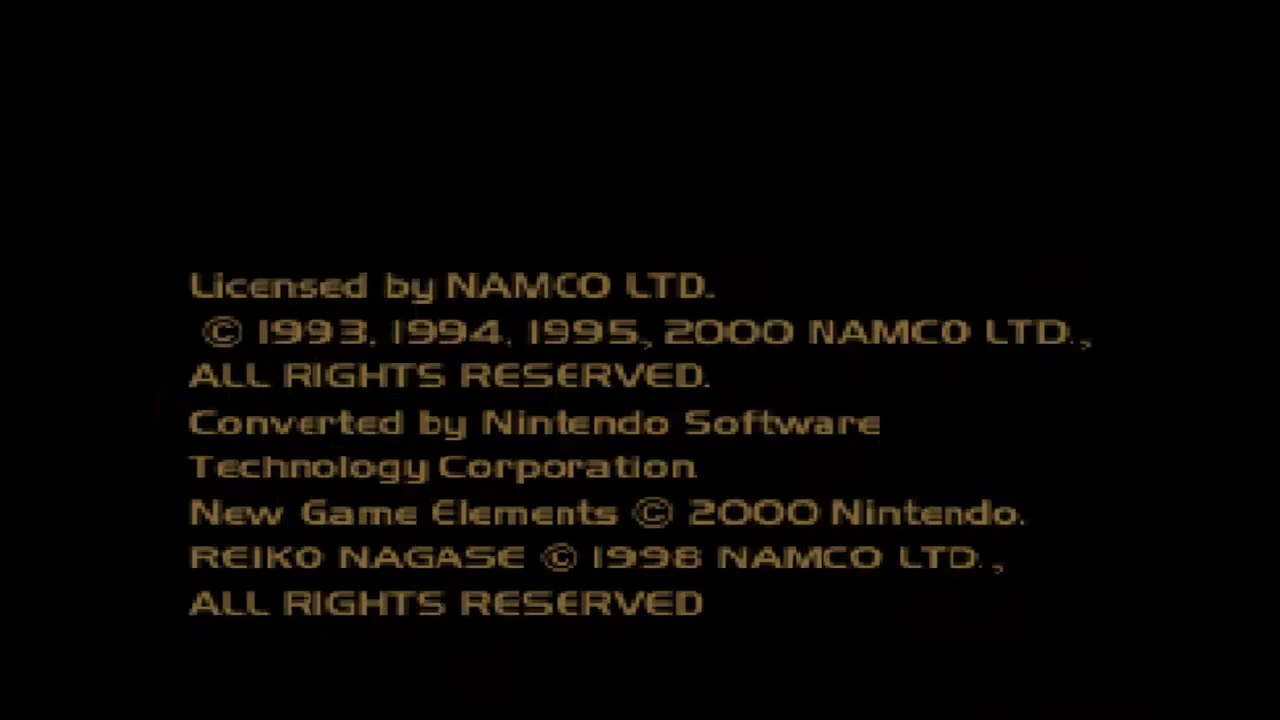 Licensed by NAMCO LTD.
© 1993, 1994, 1995, 2000 NAMCO LTD.,
ALL RIGHTS RESERVED.
Converted by Nintendo Software
Technology Corporation
New Game Elements © 2000 Nintendo.
REIKO NAGASE © 1998 NAMCO LTD.,
ALL RIGHTS RESERVED